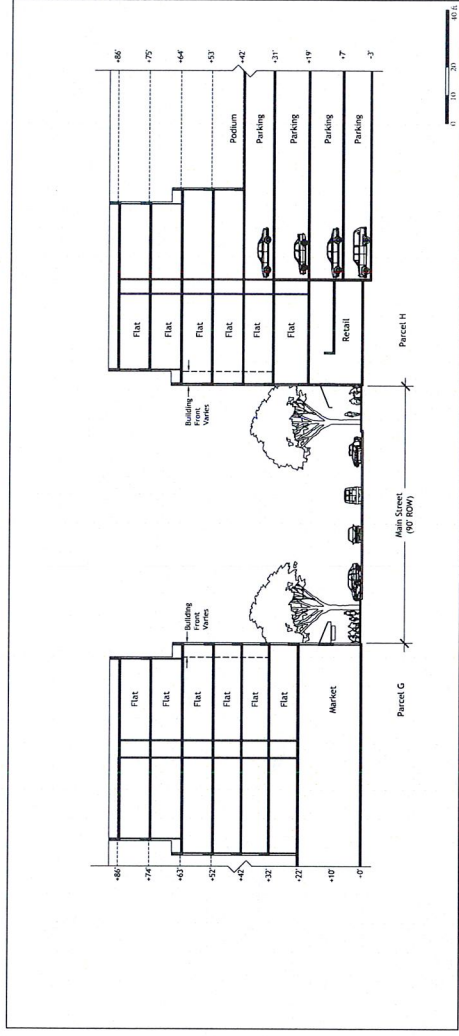 +86'
+74'
+63'
+52'
+42'
+32'
+22'
+10'
+0'
Flat
Flat
Flat
Flat
Flat
Market
Parcel G
Building
Front
Varies
Main Street
(90' ROW)
Building
Front
Varies
Flat
Flat
Flat
Flat
Flat
Flat
Retail
Parcel H
Podium
Parking
Parking
Parking
Parking
+86'
+75'
+64'
+53'
+42'
+31'
+19'
+7'
-3'
0
10
20
40 ft